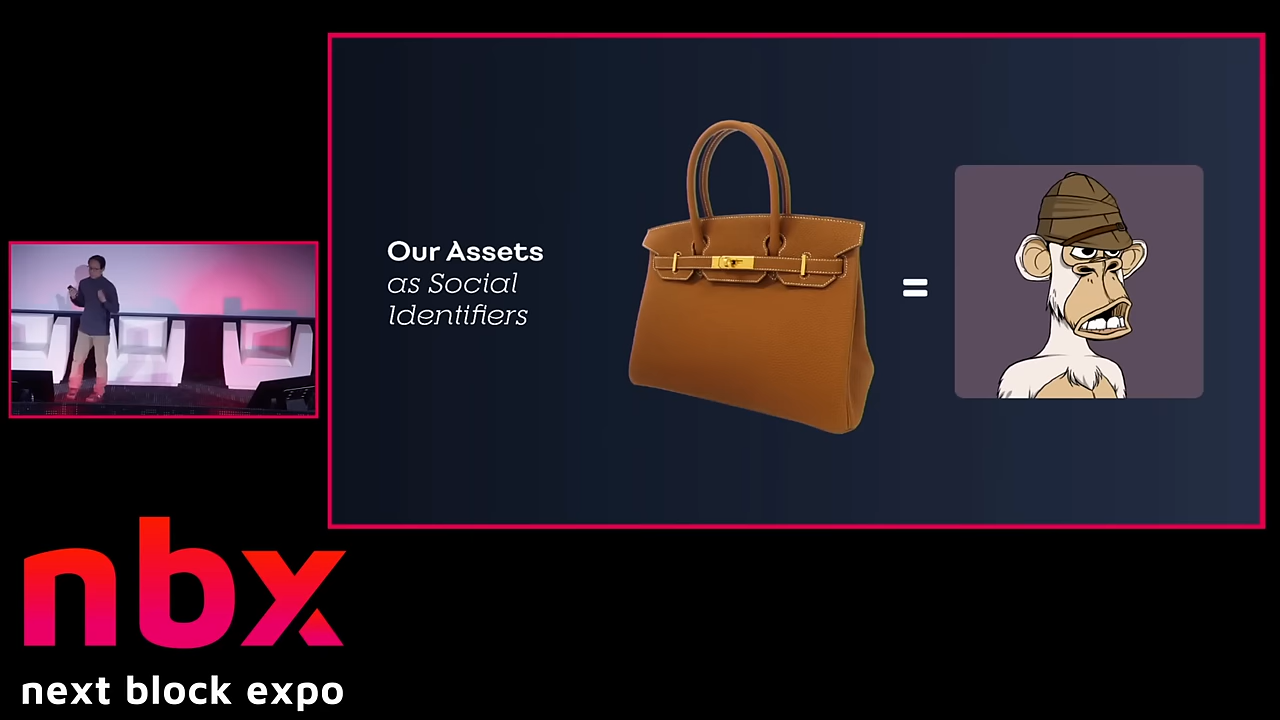 Our Assets
as Social
Identifiers
=
nbx
next block expo